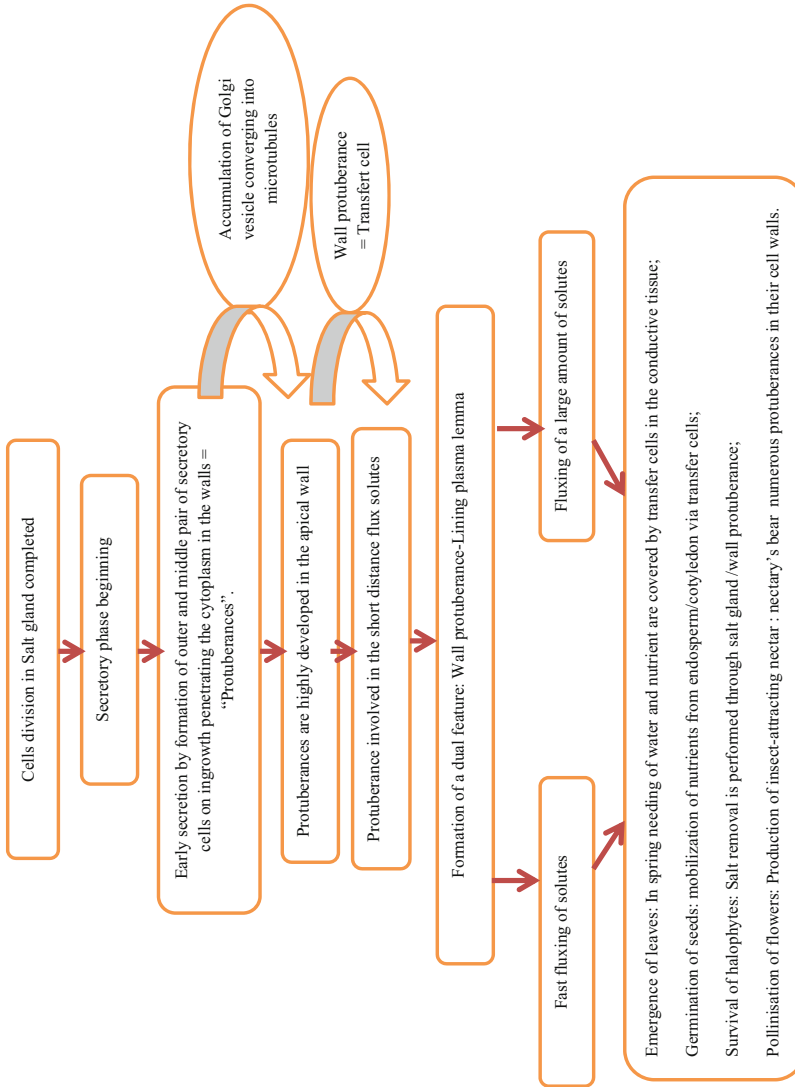 Cells division in Salt gland completed
Secretory phase beginning
Early secretion by formation of outer and middle pair of secretory
cells on ingrowth penetrating the cytoplasm in the walls =
“Protuberances”.
Accumulation of Golgi
vesicle converging into
microtubules
Protuberances are highly developed in the apical wall
Wall protuberance
= Transfert cell
Protuberance involved in the short distance flux solutes
Formation of a dual feature: Wall protuberance-Lining plasma lemma
Fast fluxing of solutes
Fluxing of a large amount of solutes
Emergence of leaves: In spring needing of water and nutrient are covered by transfer cells in the conductive tissue;
Germination of seeds: mobilization of nutrients from endosperm/cotyledon via transfer cells;
Survival of halophytes: Salt removal is performed through salt gland /wall protuberance;
Pollinisation of flowers: Production of insect-attracting nectar : nectary’s bear numerous protuberances in their cell walls.